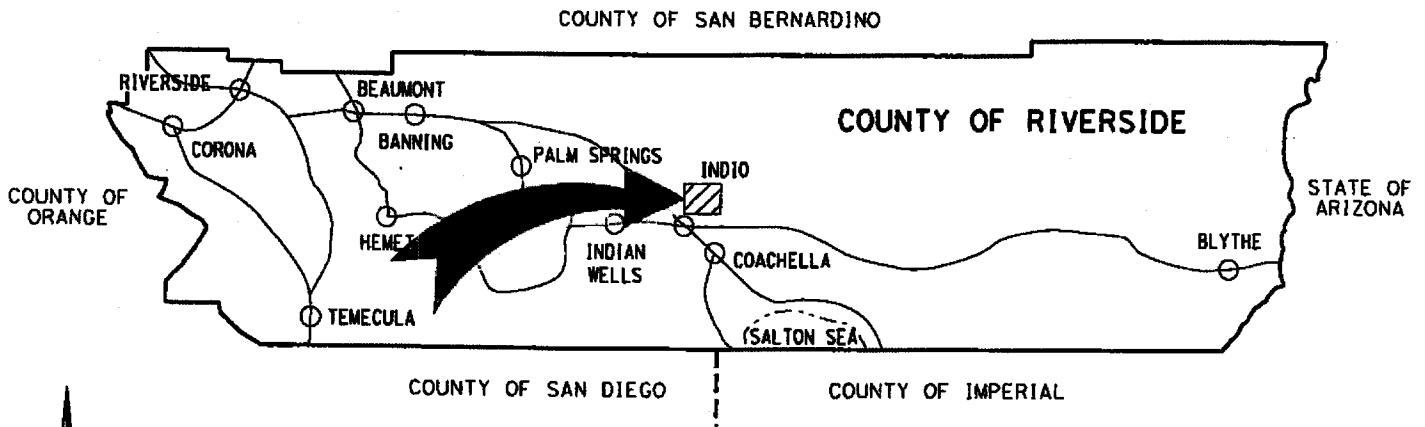 COUNTY OF SAN BERNARDINO
RIVERSIDE
BEAUMONT
COUNTY OF RIVERSIDE
CORONA
BANNING
PALM SPRINGS
INDIO
COUNTY OF
ORANGE
STATE OF
ARIZONA
HEMET
INDIAN
WELLS
COACHELLA
BLYTHE
TEMECULA
SALTON SEA
COUNTY OF SAN DIEGO
COUNTY OF IMPERIAL